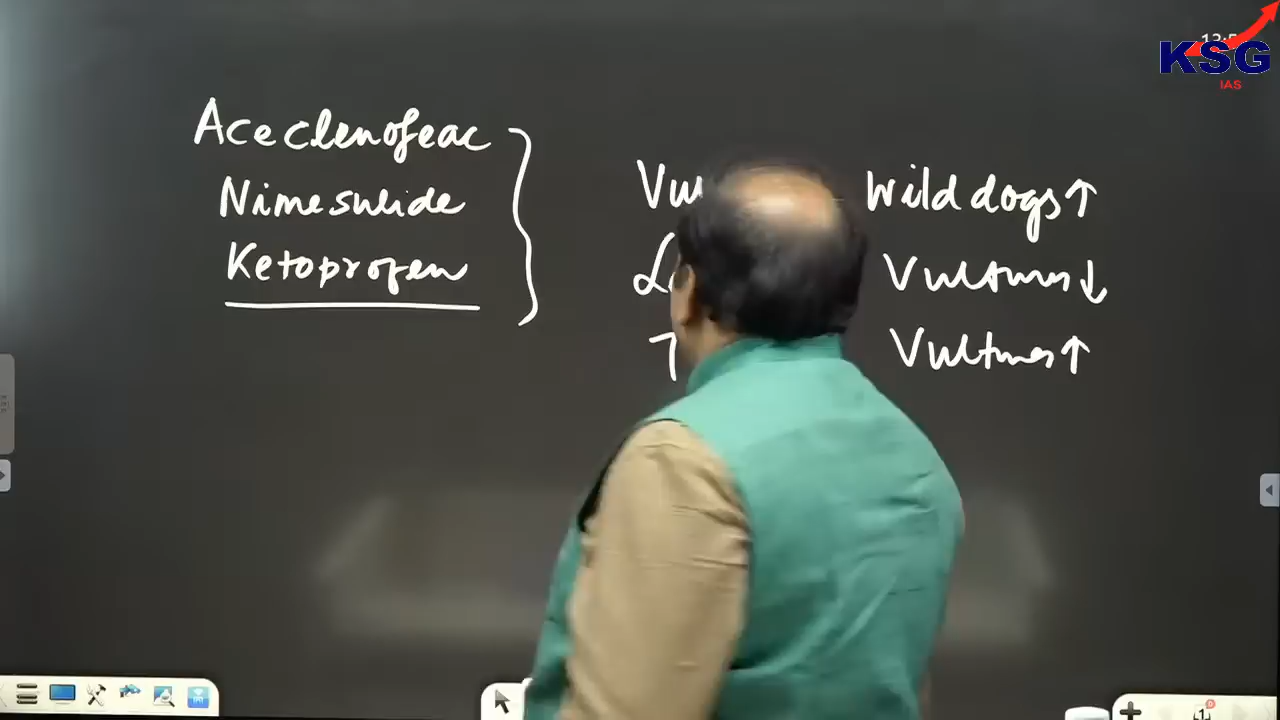 KSG
IAS
Aceclenofeac
Nimesulide
Ketoprofen
Wild dogs↑
Vultures↓
Vultures↑